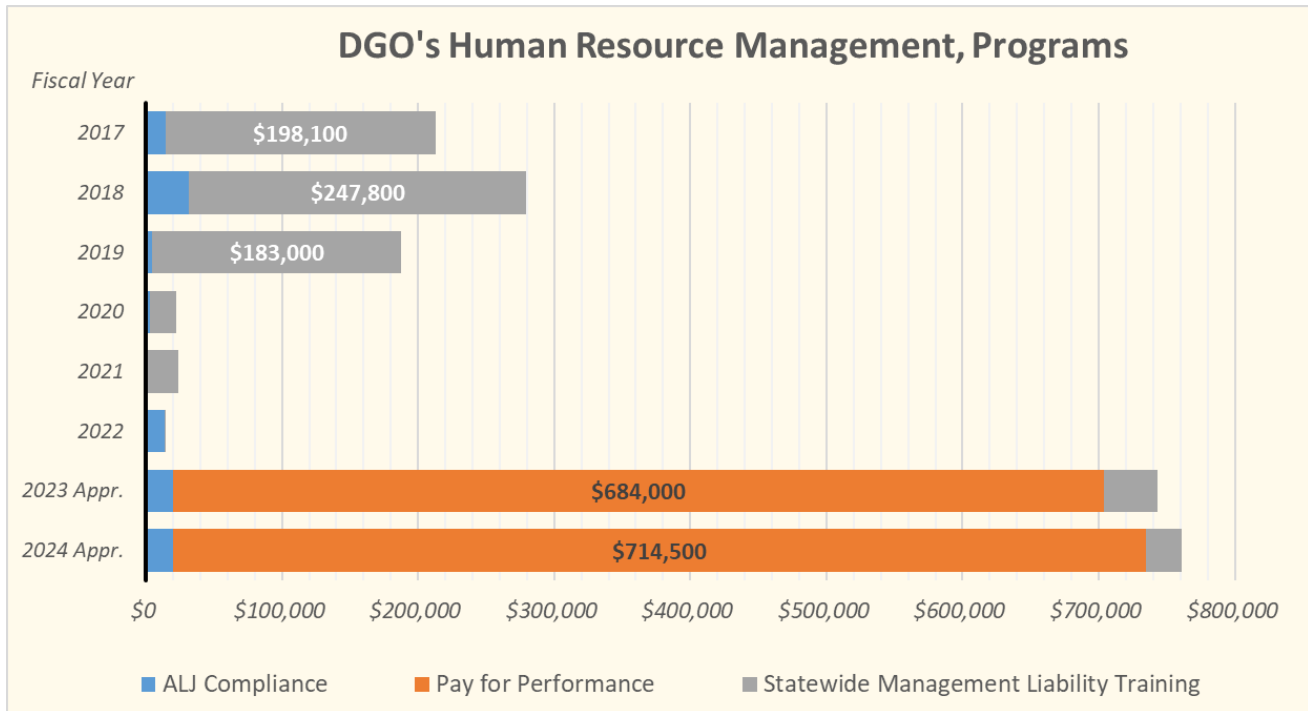 DGO's Human Resource Management, Programs
Fiscal Year
2017 $198,100
2018 $247,800
2019 $183,000
2020
2021
2022
2023 Appr. $684,000
2024 Appr. $714,500
$0 $100,000 $200,000 $300,000 $400,000 $500,000 $600,000 $700,000 $800,000
ALJ Compliance Pay for Performance Statewide Management Liability Training